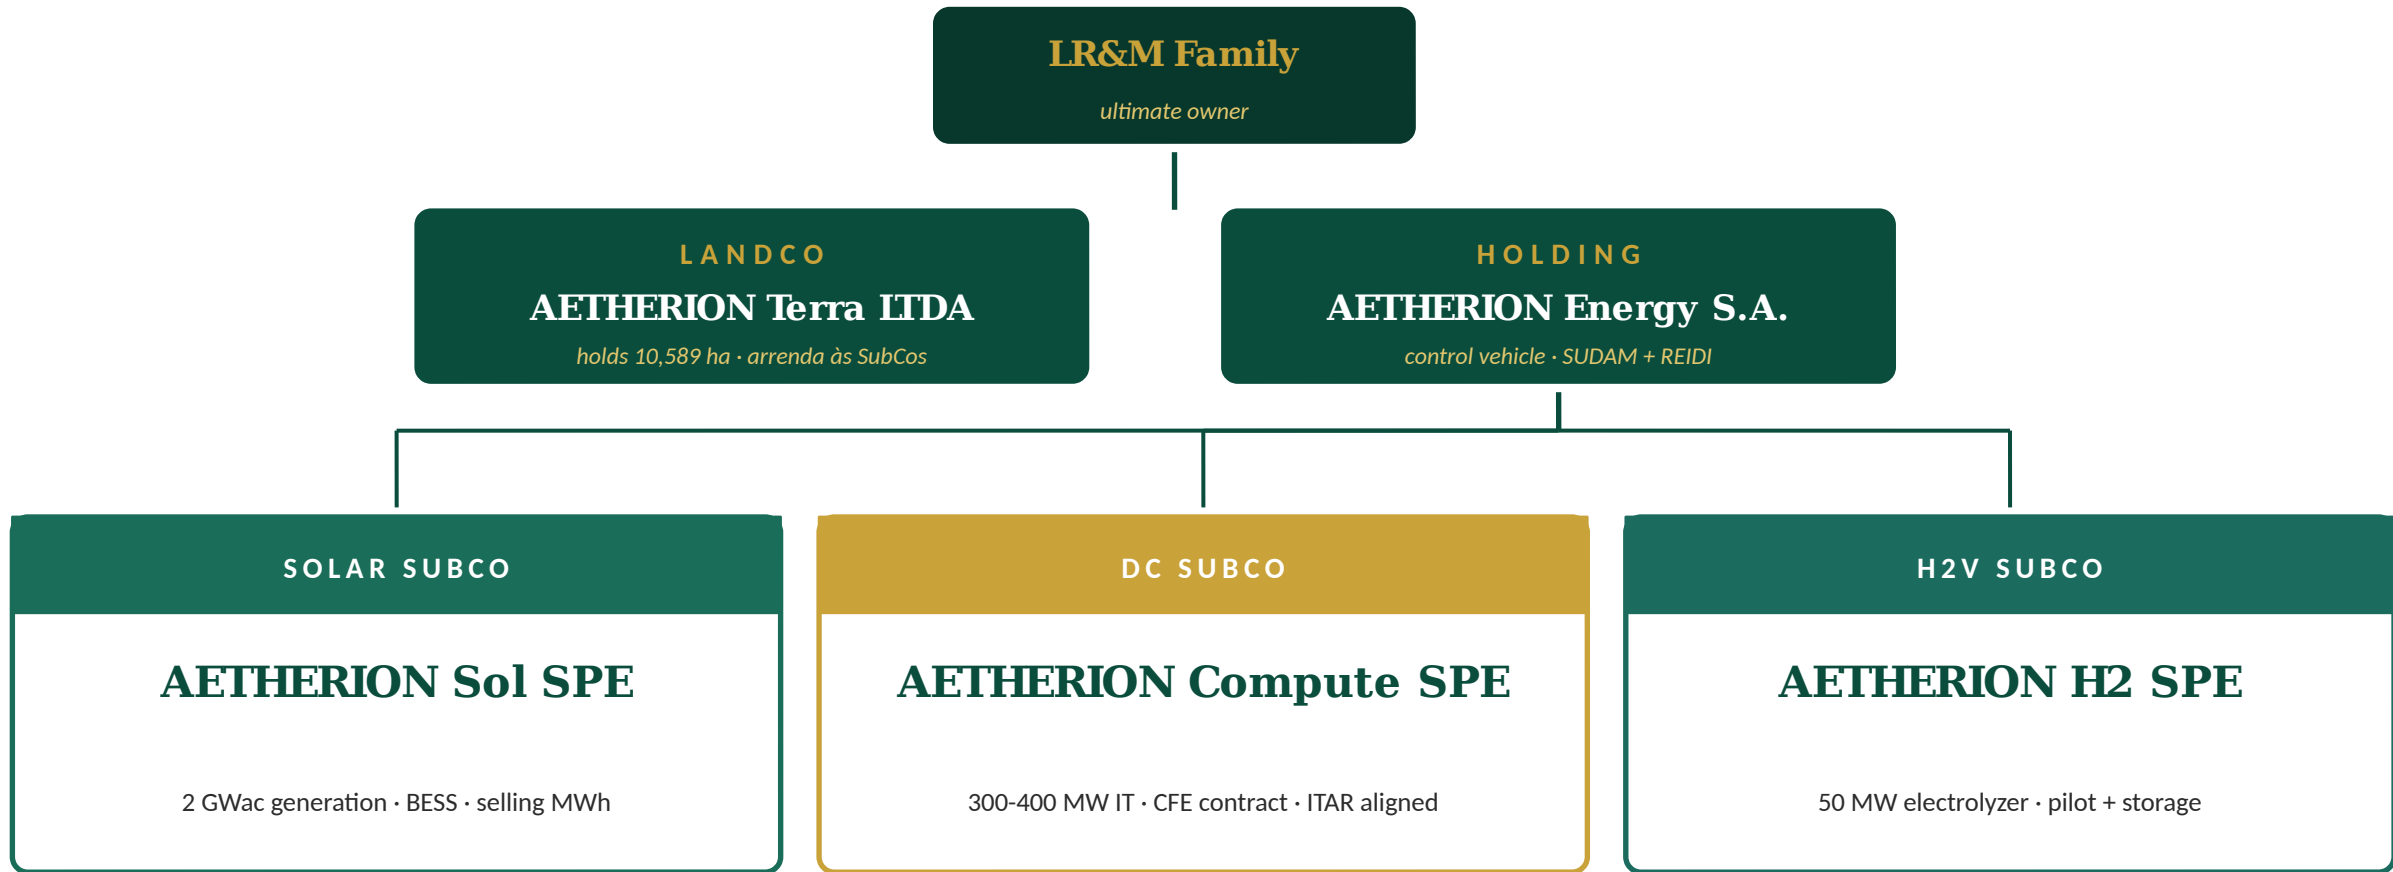 LR&M Family
ultimate owner
LANDCO
AETHERION Terra LTDA
holds 10,589 ha · arrenda às SubCos
HOLDING
AETHERION Energy S.A.
control vehicle · SUDAM + REIDI
SOLAR SUBCO
AETHERION Sol SPE
2 GWac generation · BESS · selling MWh
DC SUBCO
AETHERION Compute SPE
300-400 MW IT · CFE contract · ITAR aligned
H2V SUBCO
AETHERION H2 SPE
50 MW electrolyzer · pilot + storage